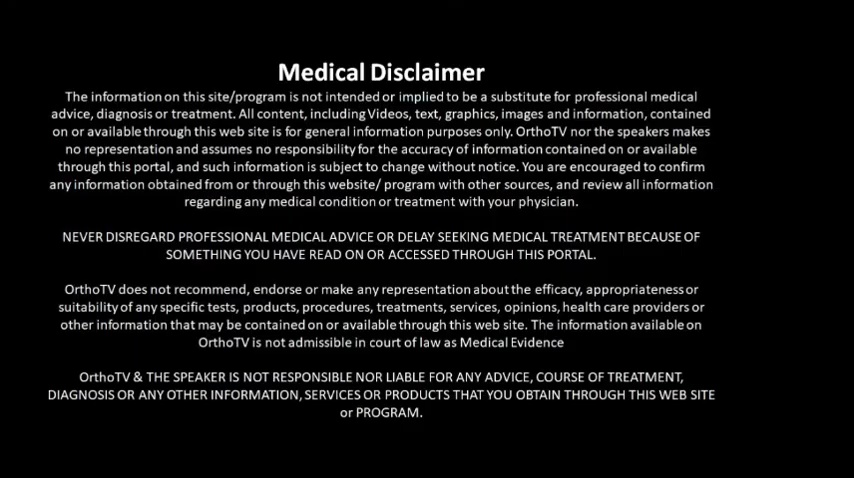 Medical Disclaimer
The information on this site/program is not intended or implied to be a substitute for professional medical
advice, diagnosis or treatment. All content, including Videos, text, graphics, images and information, contained
on or available through this web site is for general information purposes only. OrthoTV nor the speakers makes
no representation and assumes no responsibility for the accuracy of information contained on or available
through this portal, and such information is subject to change without notice. You are encouraged to confirm
any information obtained from or through this website/ program with other sources, and review all information
regarding any medical condition or treatment with your physician.
NEVER DISREGARD PROFESSIONAL MEDICAL ADVICE OR DELAY SEEKING MEDICAL TREATMENT BECAUSE OF
SOMETHING YOU HAVE READ ON OR ACCESSED THROUGH THIS PORTAL.
OrthoTV does not recommend, endorse or make any representation about the efficacy, appropriateness or
suitability of any specific tests, products, procedures, treatments, services, opinions, health care providers or
other information that may be contained on or available through this web site. The information available on
OrthoTV is not admissible in court of law as Medical Evidence
OrthoTV & THE SPEAKER IS NOT RESPONSIBLE NOR LIABLE FOR ANY ADVICE, COURSE OF TREATMENT,
DIAGNOSIS OR ANY OTHER INFORMATION, SERVICES OR PRODUCTS THAT YOU OBTAIN THROUGH THIS WEB SITE
or PROGRAM.